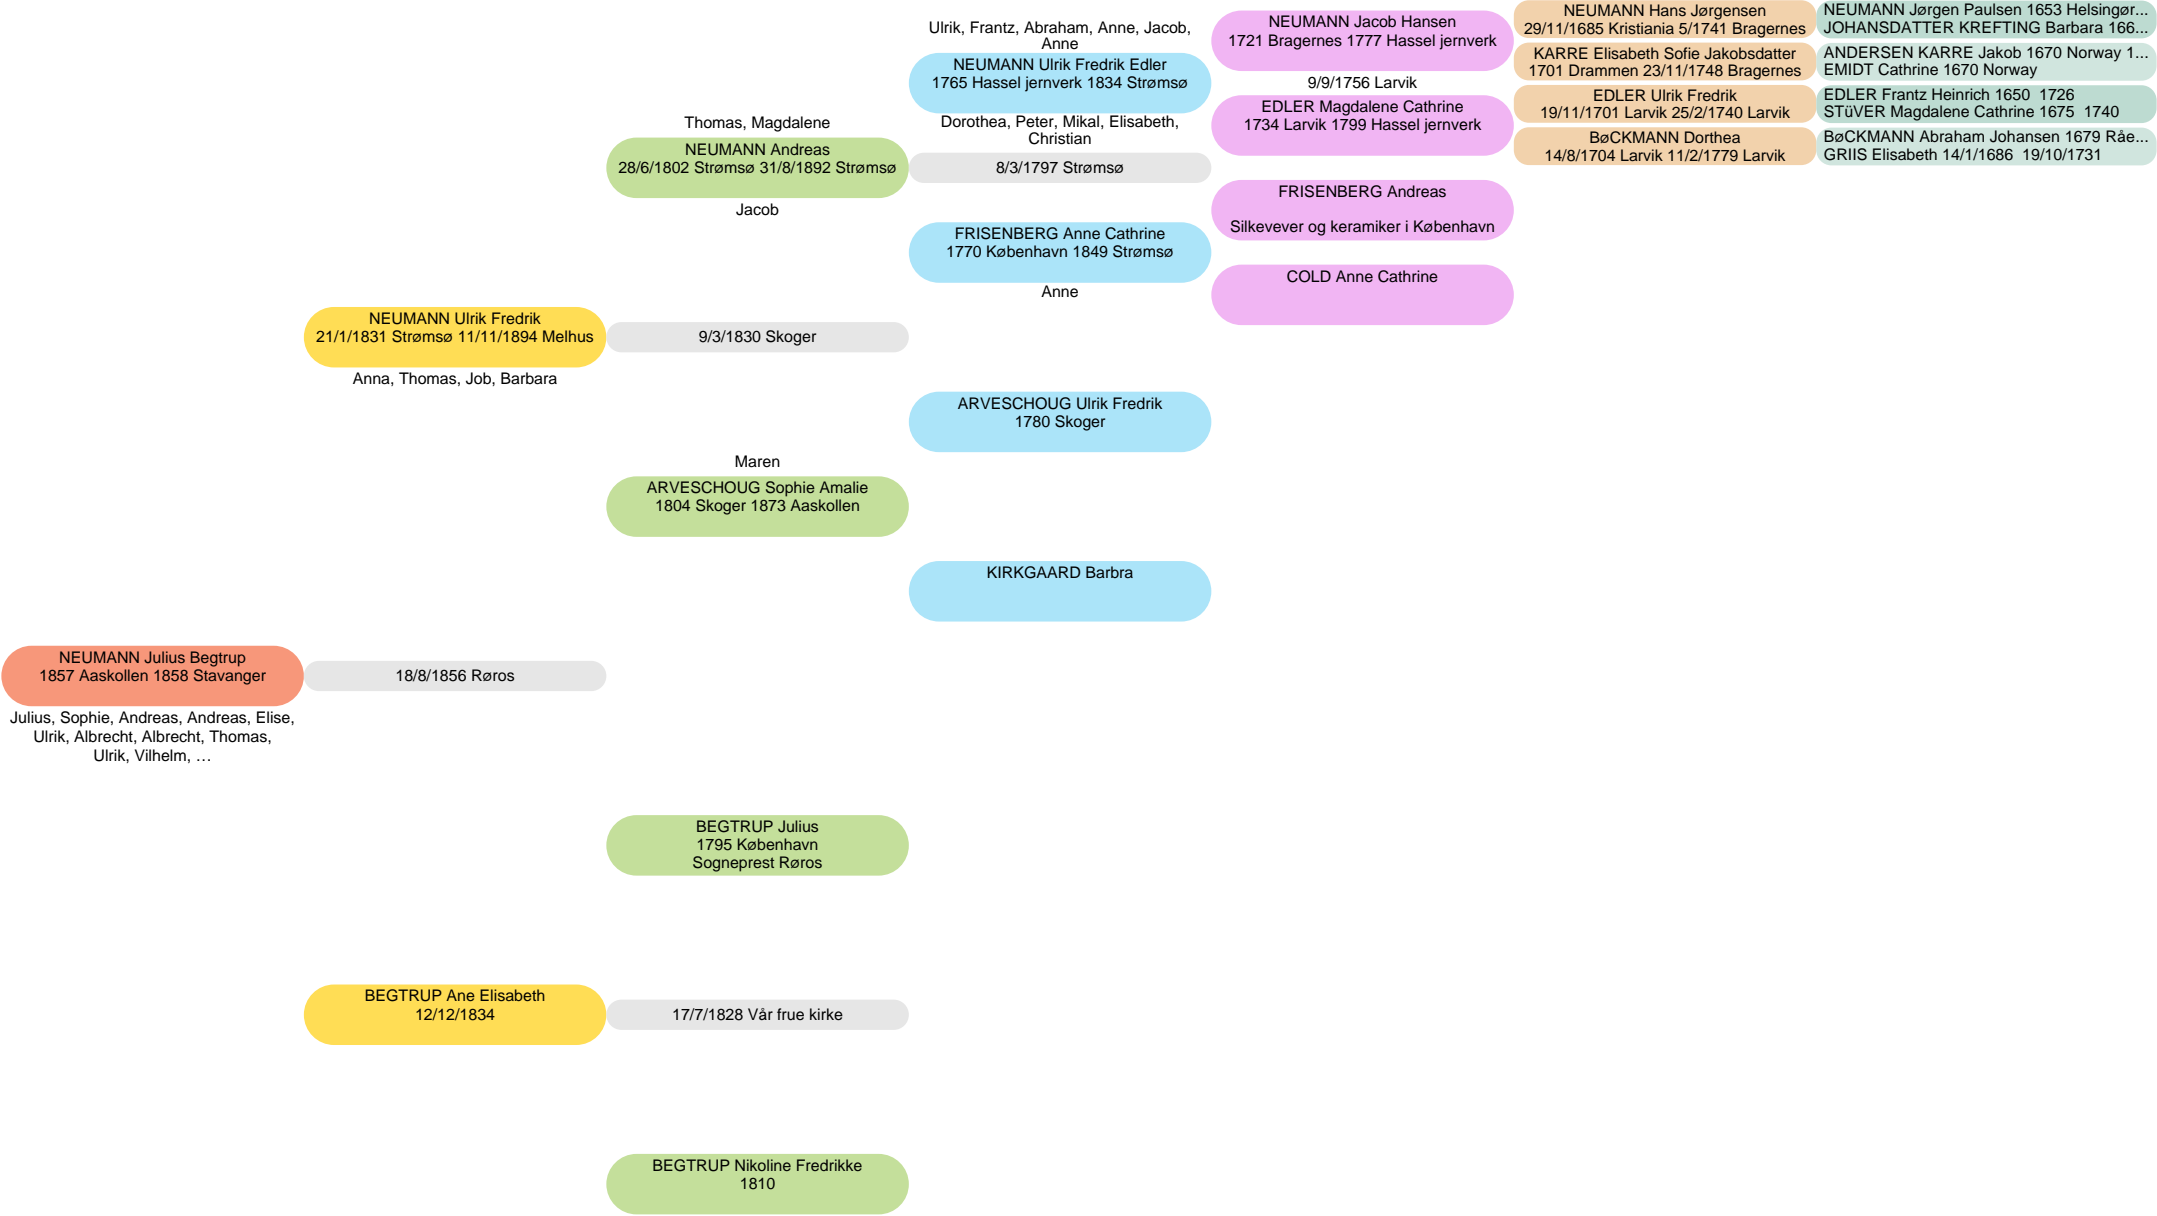 Ulrik, Frantz, Abraham, Anne, Jacob,
Anne
NEUMANN Ulrik Fredrik Edler
1765 Hassel jernverk 1834 Strømsø
Dorothea, Peter, Mikal, Elisabeth,
Christian
8/3/1797 Strømsø
FRISENBERG Anne Cathrine
1770 København 1849 Strømsø
Anne
NEUMANN Jacob Hansen
1721 Bragernes 1777 Hassel jernverk
9/9/1756 Larvik
EDLER Magdalene Cathrine
1734 Larvik 1799 Hassel jernverk
FRISENBERG Andreas
Silkevever og keramiker i København
COLD Anne Cathrine
NEUMANN Hans Jørgensen
29/11/1685 Kristiania 5/1741 Bragernes
KARRE Elisabeth Sofie Jakobsdatter
1701 Drammen 23/11/1748 Bragernes
EDLER Ulrik Fredrik
19/11/1701 Larvik 25/2/1740 Larvik
BøCKMANN Dorthea
14/8/1704 Larvik 11/2/1779 Larvik
NEUMANN Jørgen Paulsen 1653 Helsingør...
JOHANSDATTER KREFTING Barbara 166...
ANDERSEN KARRE Jakob 1670 Norway 1...
EMIDT Cathrine 1670 Norway
EDLER Frantz Heinrich 1650 1726
STüVER Magdalene Cathrine 1675 1740
BøCKMANN Abraham Johansen 1679 Råe...
GRIIS Elisabeth 14/1/1686 19/10/1731
Thomas, Magdalene
NEUMANN Andreas
28/6/1802 Strømsø 31/8/1892 Strømsø
Jacob
NEUMANN Ulrik Fredrik
21/1/1831 Strømsø 11/11/1894 Melhus
Anna, Thomas, Job, Barbara
9/3/1830 Skoger
ARVESCHOUG Ulrik Fredrik
1780 Skoger
Maren
ARVESCHOUG Sophie Amalie
1804 Skoger 1873 Aaskollen
KIRKGAARD Barbra
NEUMANN Julius Begtrup
1857 Aaskollen 1858 Stavanger
Julius, Sophie, Andreas, Andreas, Elise,
Ulrik, Albrecht, Albrecht, Thomas,
Ulrik, Vilhelm, …
18/8/1856 Røros
BEGTRUP Julius
1795 København
Sogneprest Røros
BEGTRUP Ane Elisabeth
12/12/1834
17/7/1828 Vår frue kirke
BEGTRUP Nikoline Fredrikke
1810